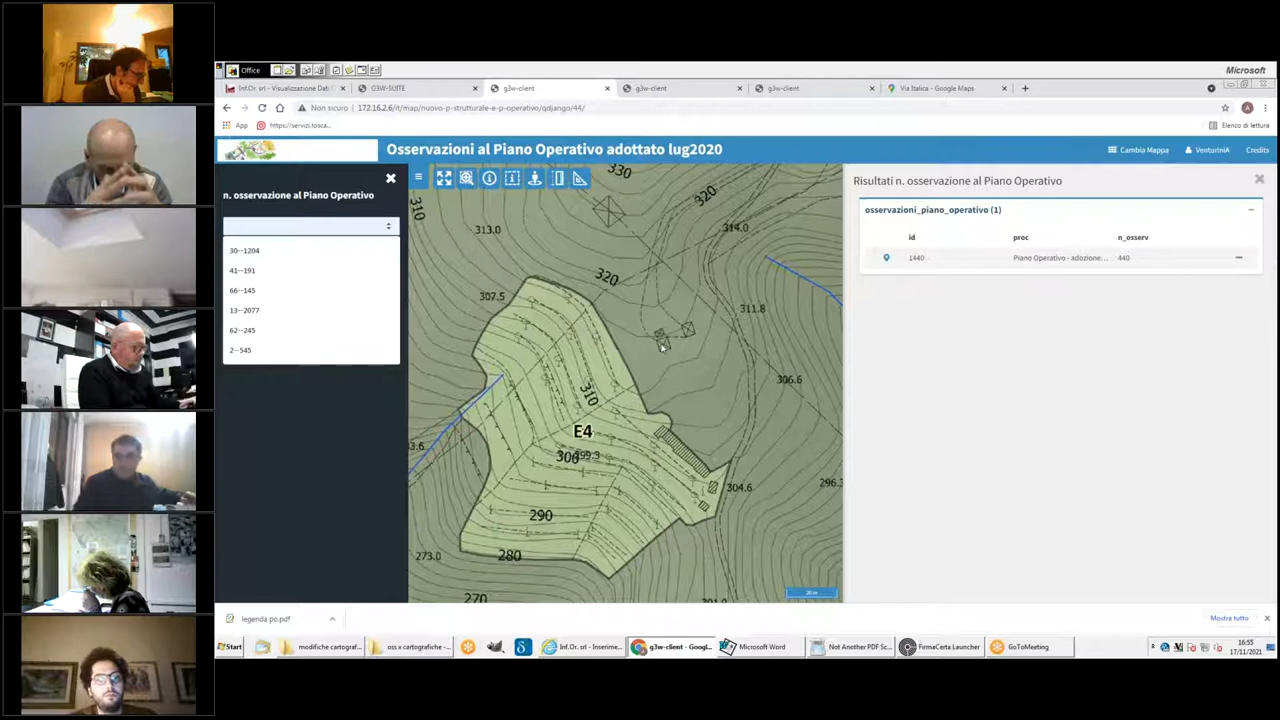 Office
Microsoft
Inf.Or. srl - Visualizzazione Dati
G3W-SUITE
g3w-client
g3w-client
g3w-client
Via Italica - Google Maps
Non sicuro
172.16.2.6/it/map/nuovo-p-strutturale-e-p-operativo/qdjango/44/
App
https://servizi.tosca...
Elenco di lettura
Osservazioni al Piano Operativo adottato lug2020
Cambia Mappa
VenturiniA
Credits
n. osservazione al Piano Operativo
30--1204
41--191
66--145
13--2077
62--245
2--545
330
320
310
313.0
314.0
320
307.5
311.8
310
306.6
E4
300
299.3
304.6
296.
290
280
273.0
270
20 m
Risultati n. osservazione al Piano Operativo
osservazioni_piano_operativo (1)
id
proc
n_osserv
1440
Piano Operativo - adozione...
440
legenda po.pdf
Mostra tutto
Start
modifiche cartograf...
oss x cartografiche -...
Inf.Or. srl - Inserime...
g3w-client - Googl...
Microsoft Word
Not Another PDF Sc...
FirmaCerta Launcher
GoToMeeting
16:55
17/11/2021